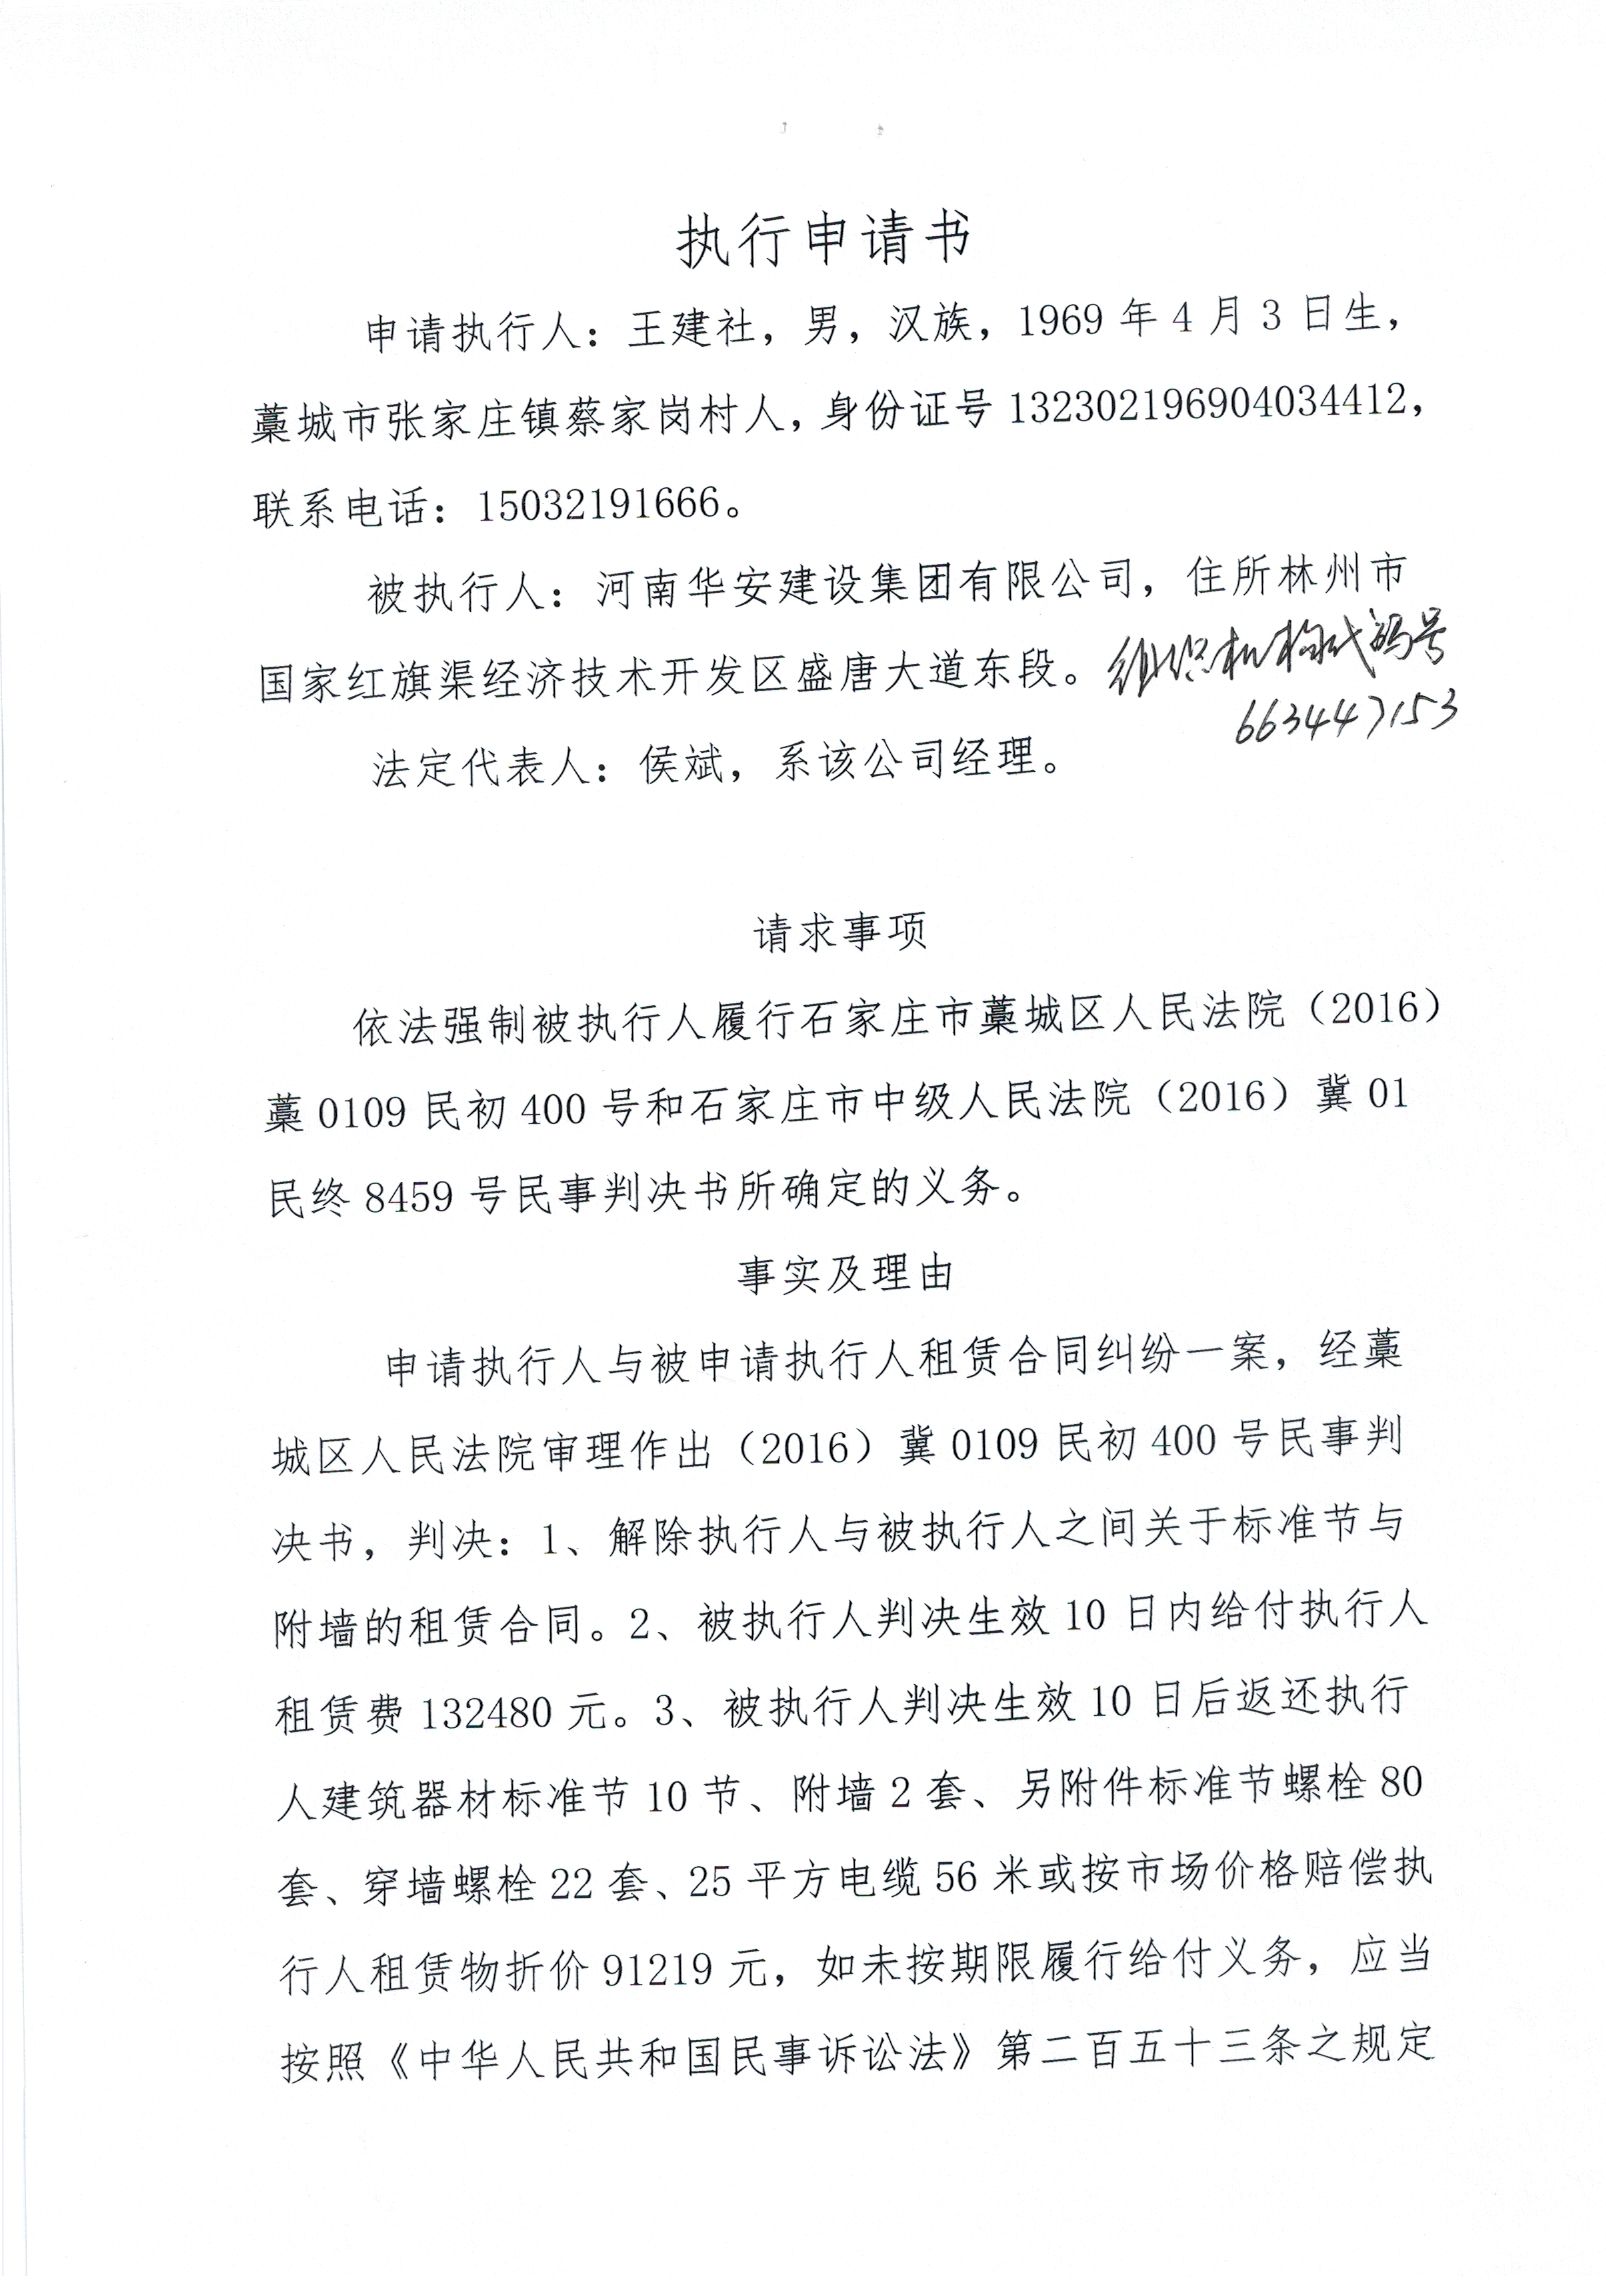 执行申请书
申请执行人：王建社，男，汉族，1969年4月3日生，
藁城市张家庄镇蔡家岗村人，身份证号132302196904034412，
联系电话：15032191666。
被执行人：河南华安建设集团有限公司，住所林州市
国家红旗渠经济技术开发区盛唐大道东段。组织机构代码号
663447153
法定代表人：侯斌，系该公司经理。
请求事项
依法强制被执行人履行石家庄市藁城区人民法院（2016）
藁0109民初400号和石家庄市中级人民法院（2016）冀01
民终8459号民事判决书所确定的义务。
事实及理由
申请执行人与被申请执行人租赁合同纠纷一案，经藁
城区人民法院审理作出（2016）冀0109民初400号民事判
决书，判决：1、解除执行人与被执行人之间关于标准节与
附墙的租赁合同。2、被执行人判决生效10日内给付执行人
租赁费132480元。3、被执行人判决生效10日后返还执行
人建筑器材标准节10节、附墙2套、另附件标准节螺栓80
套、穿墙螺栓22套、25平方电缆56米或按市场价格赔偿执
行人租赁物折价91219元，如未按期限履行给付义务，应当
按照《中华人民共和国民事诉讼法》第二百五十三条之规定